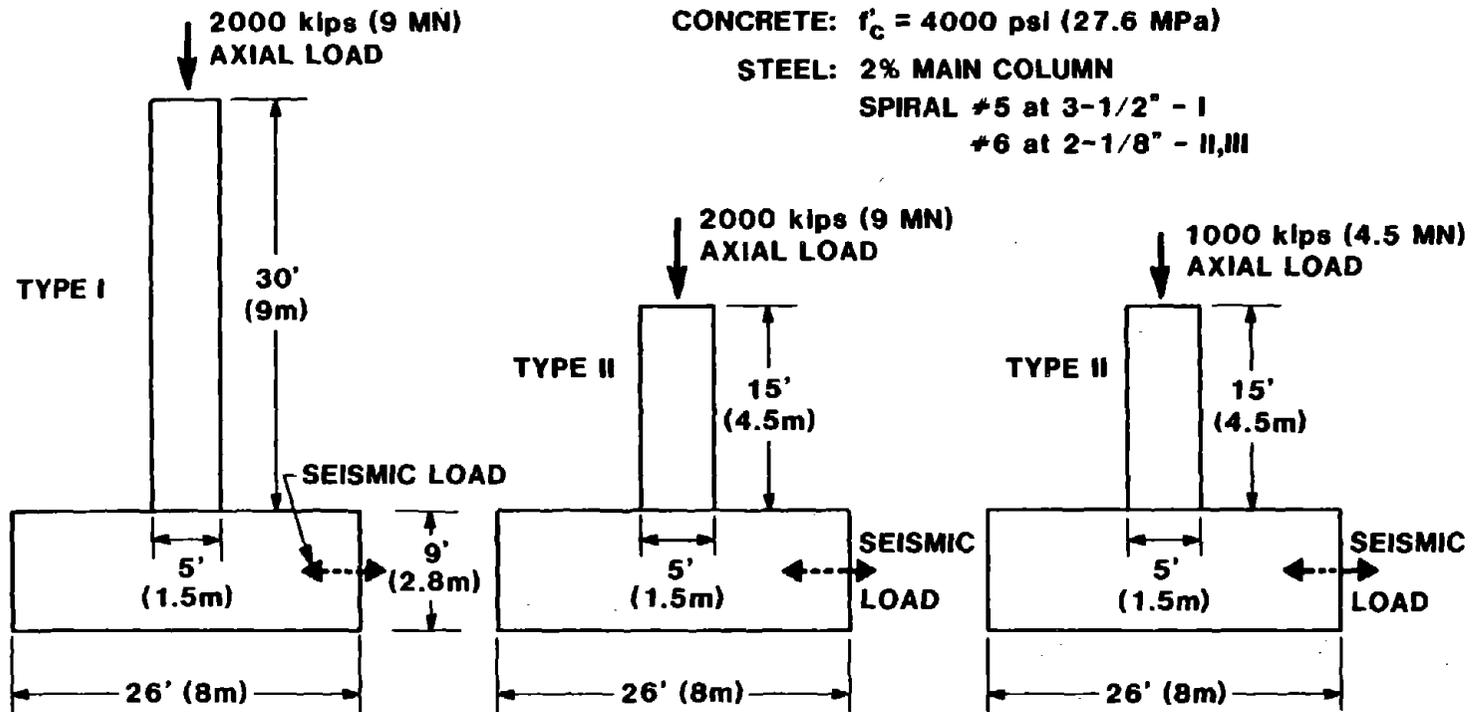 2000 kips (9 MN)
AXIAL LOAD
CONCRETE: f'c = 4000 psi (27.6 MPa)
STEEL: 2% MAIN COLUMN
SPIRAL #5 at 3-1/2" - I
#6 at 2-1/8" - II,III
TYPE I
30'
(9m)
2000 kips (9 MN)
AXIAL LOAD
TYPE II
15'
(4.5m)
1000 kips (4.5 MN)
AXIAL LOAD
TYPE II
15'
(4.5m)
SEISMIC LOAD
5'
(1.5m)
9'
(2.8m)
5'
(1.5m)
SEISMIC
LOAD
5'
(1.5m)
SEISMIC
LOAD
26' (8m)
26' (8m)
26' (8m)